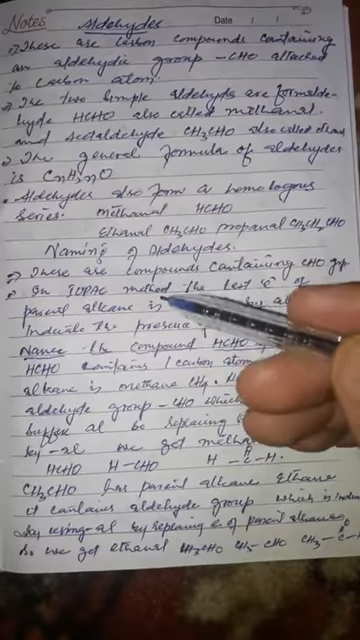 Notes Aldehydes Date / /
These are carbon compounds containing
an aldehydic group -CHO attached
to carbon atom.
The two simple aldehydes are formalde-
hyde HCHO also called methanal.
and Acetaldehyde CH3CHO also called
The general formula of aldehydes
is CnH2nO
Aldehydes also form a homologous
series. methanal HCHO
Ethanal CH3CHO propanal CH3CH2CHO
Naming of Aldehydes.
These are compounds containing CHO grp
In IUPAC method the last 'e' of
parent alkane is
Indicate the presence
Name the compound HCHO
HCHO contains 1 carbon atom
alkane is methane CH4.
aldehyde group -CHO which
suffix al so replacing
by -al we get
HCHO H-CHO H-C-H.
CH3CHO has parent alkane Ethane
it contains aldehyde group which is
by using -al by replacing e of parent alkane
So we get ethanal CH3CHO CH3-CHO CH3-C-